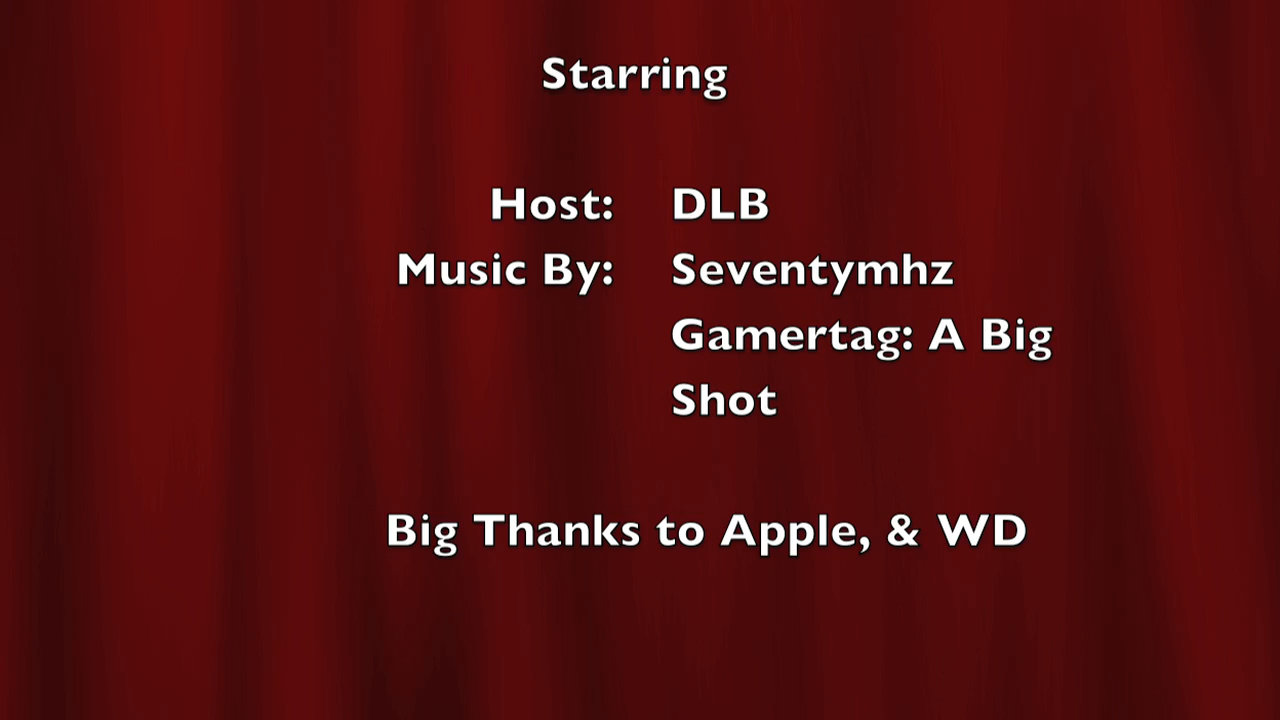 Starring
Host: DLB
Music By: Seventymhz
Gamertag: A Big
Shot
Big Thanks to Apple, & WD